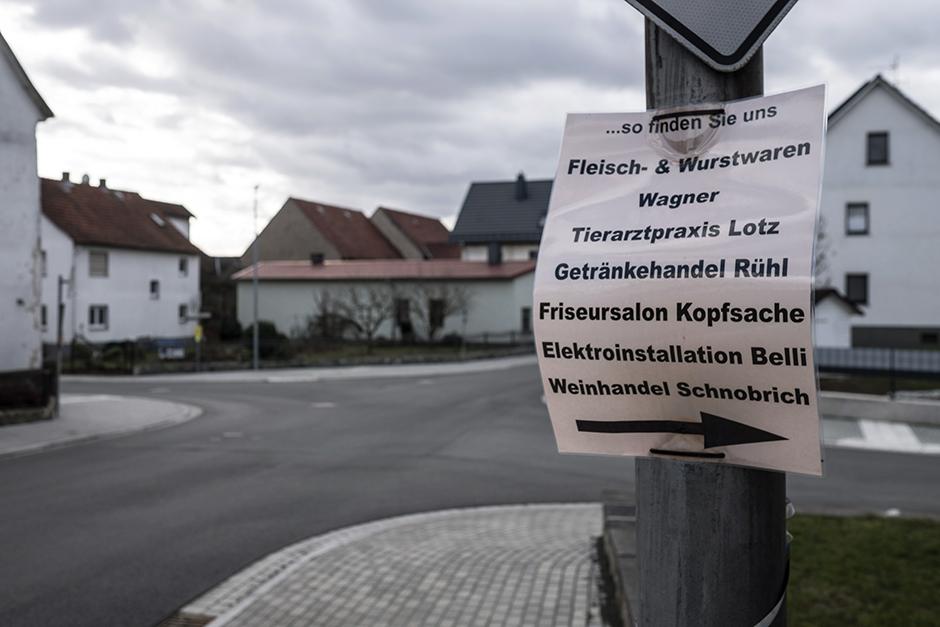 ...so finden Sie uns
Fleisch- & Wurstwaren
Wagner
Tierarztpraxis Lotz
Getränkehandel Rühl
Friseursalon Kopfsache
Elektroinstallation Belli
Weinhandel Schnobrich